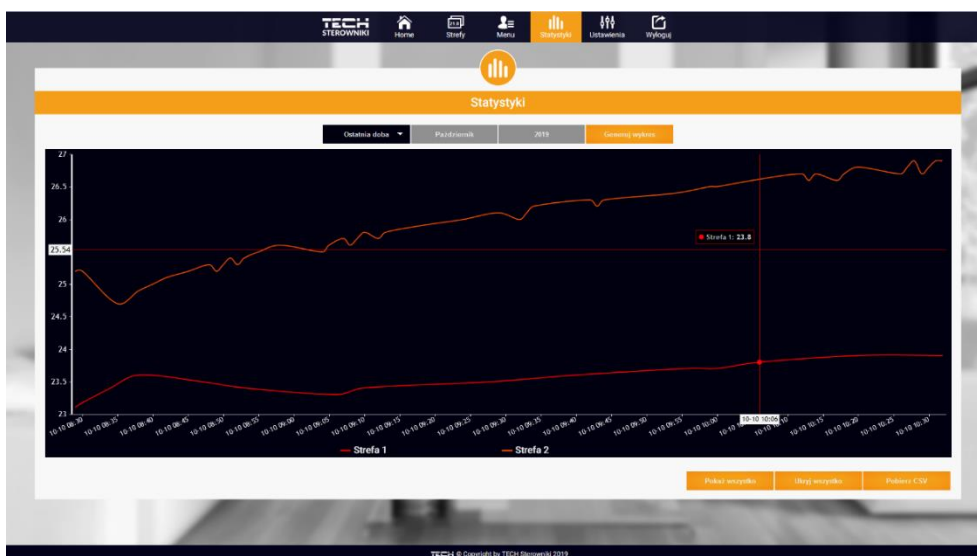 TECH STEROWNIKI
Home Strefy Menu Statystyki Ustawienia Wyloguj
Statystyki
Ostatnia doba Październik 2019 Generuj wykres
27
26.5
26
25.54
25
24.5
24
23.5
23
Strefa 1: 23.8
10-10 08:30 10-10 08:35 10-10 08:40 10-10 08:45 10-10 08:50 10-10 08:55 10-10 09:00 10-10 09:05 10-10 09:10 10-10 09:15 10-10 09:20 10-10 09:25 10-10 09:30 10-10 09:35 10-10 09:40 10-10 09:45 10-10 09:50 10-10 09:55 10-10 10:00 10-10 10:06 10-10 10:15 10-10 10:20 10-10 10:25 10-10 10:30
Strefa 1 Strefa 2
Pokaż wszystko Ukryj wszystko Pobierz CSV
TECH © Copyright by TECH Sterowniki 2019